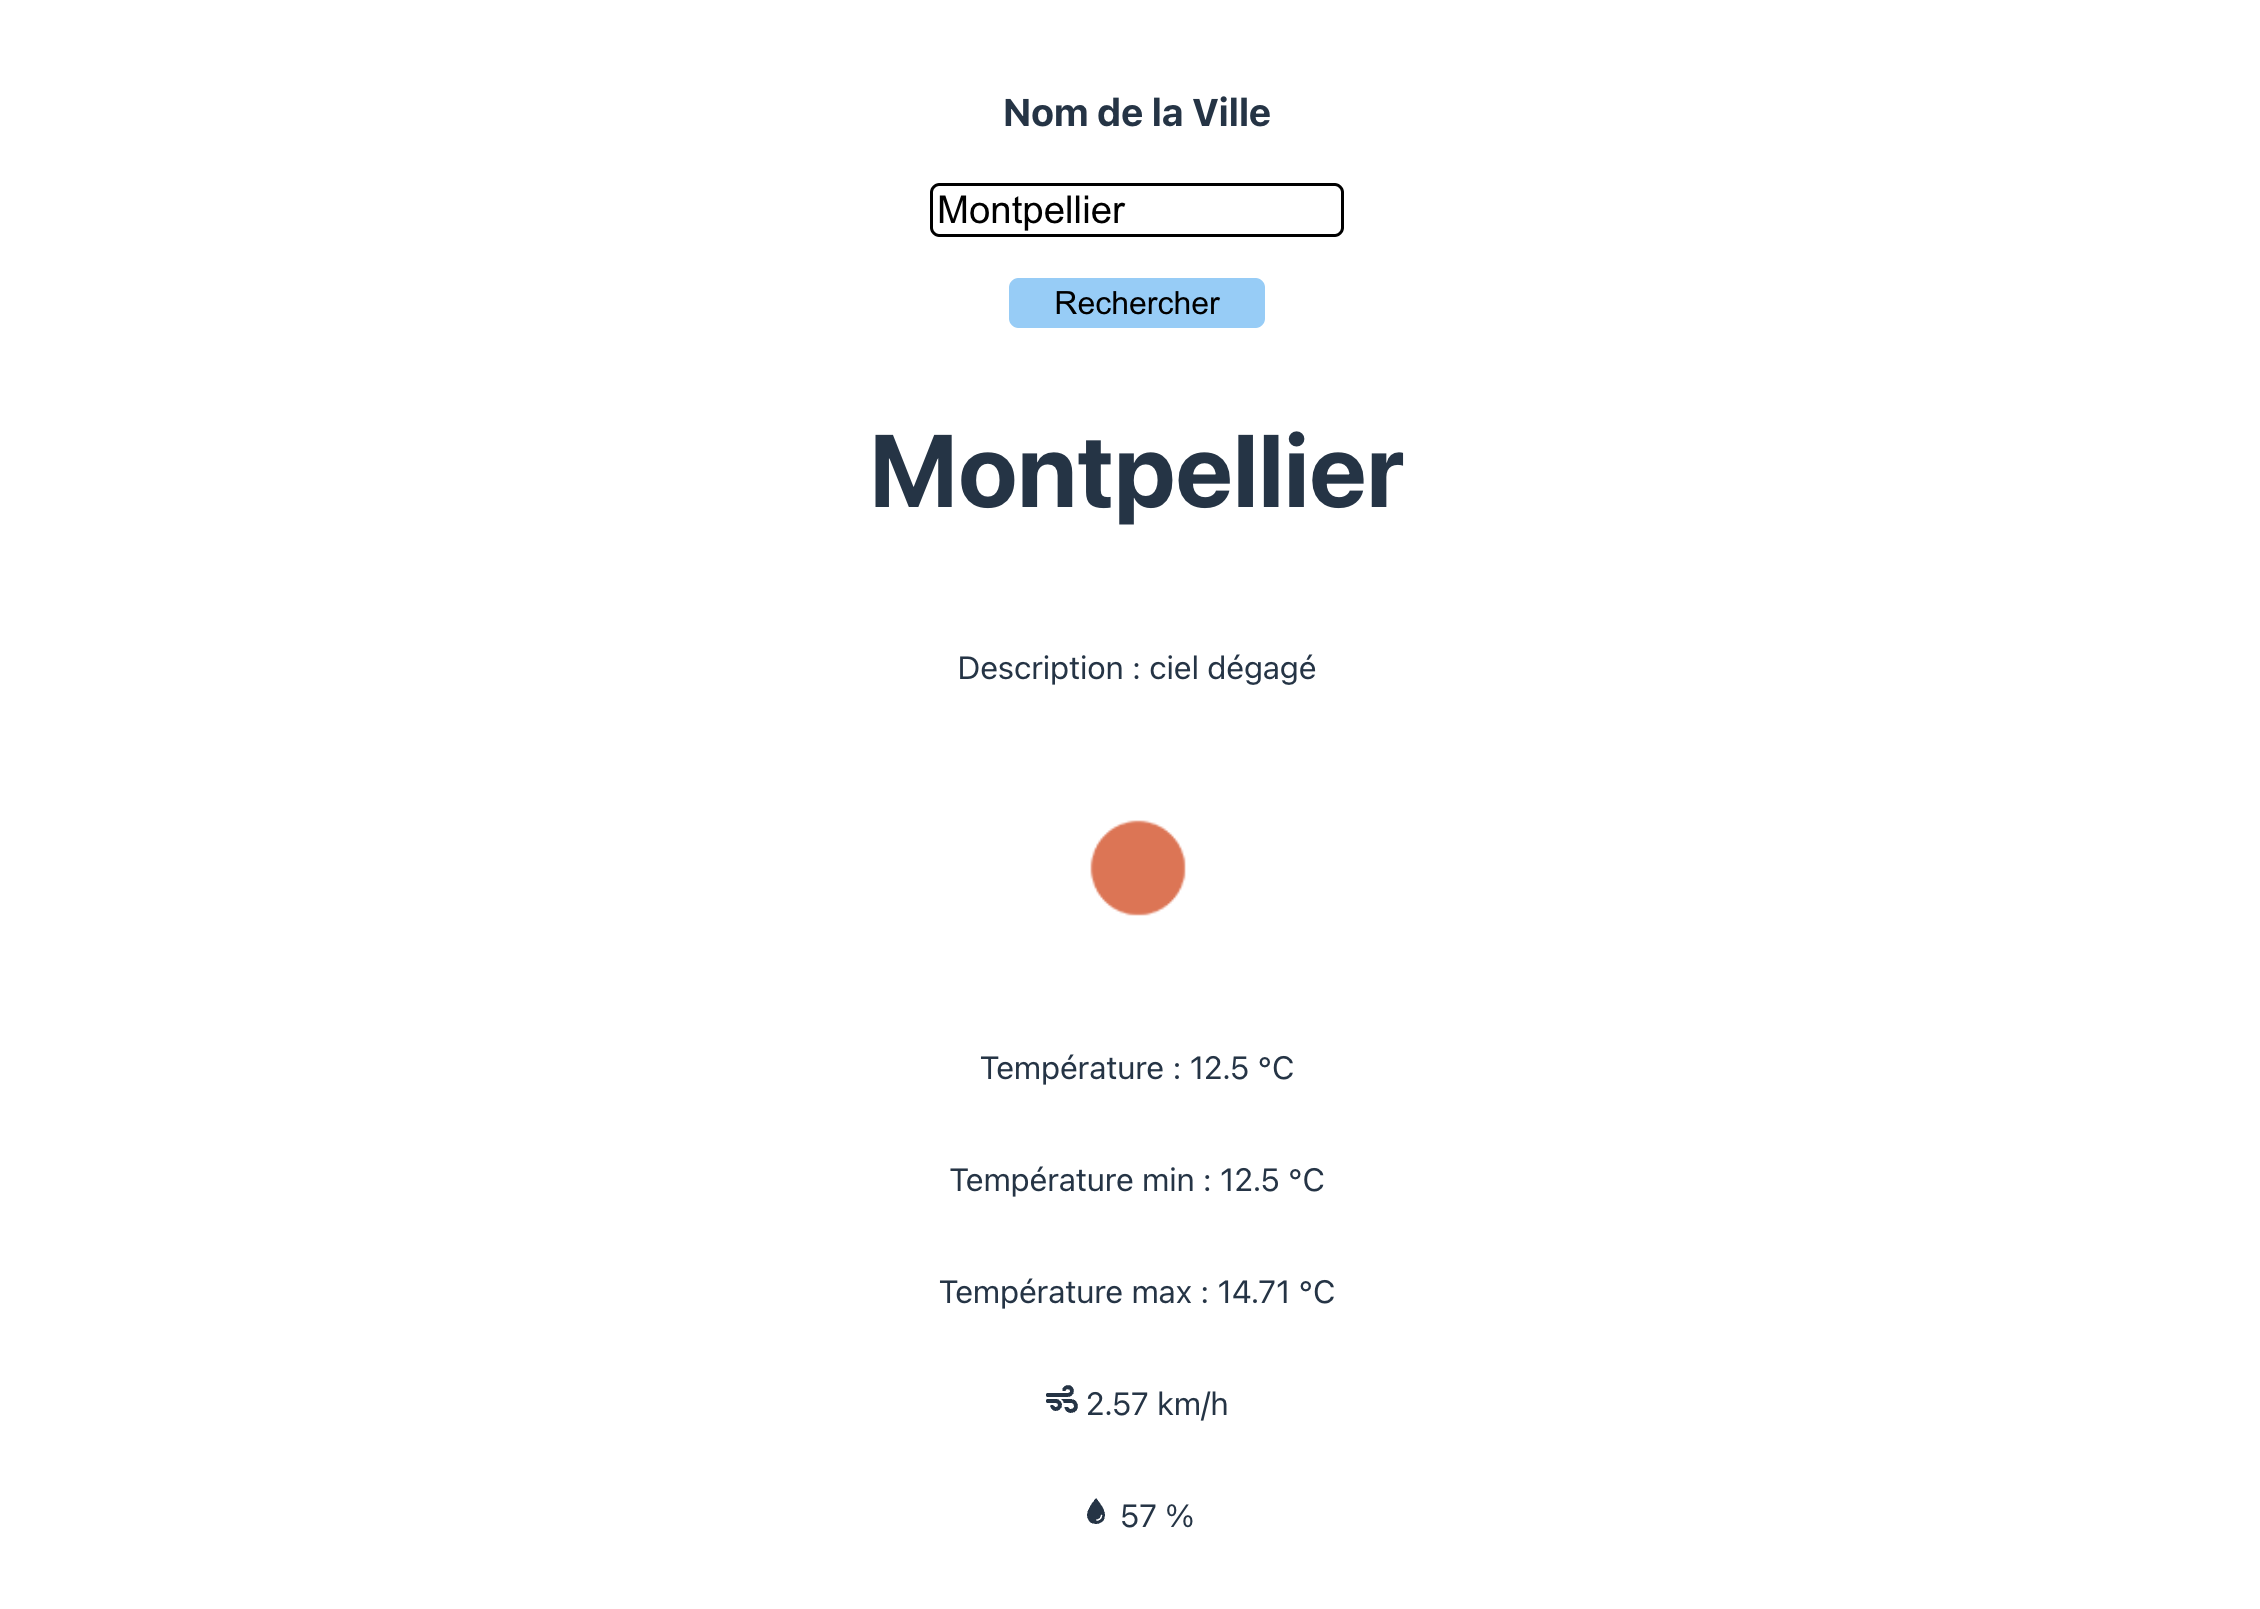 Nom de la Ville
Montpellier
Rechercher
Montpellier
Description : ciel dégagé
Température : 12.5 °C
Température min : 12.5 °C
Température max : 14.71 °C
2.57 km/h
57 %